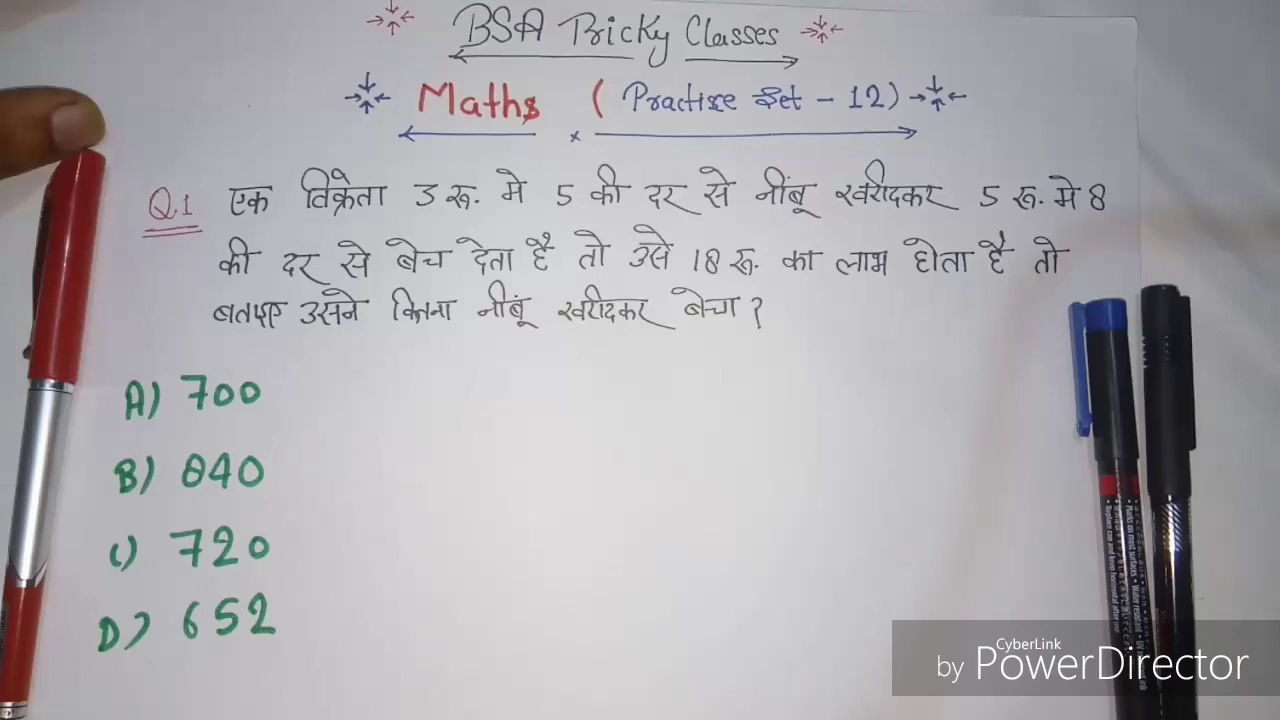 BSA Tricky Classes
Maths (Practise Set - 12)
Q.1 एक विक्रेता 3 रू. मे 5 की दर से नींबू खरीदकर 5 रू. मे 8
की दर से बेच देता है तो उसे 18 रू. का लाभ होता है तो
बताइए उसने कितना नींबू खरीदकर बेचा ?
A) 700
B) 840
C) 720
D) 652
CyberLink
by PowerDirector